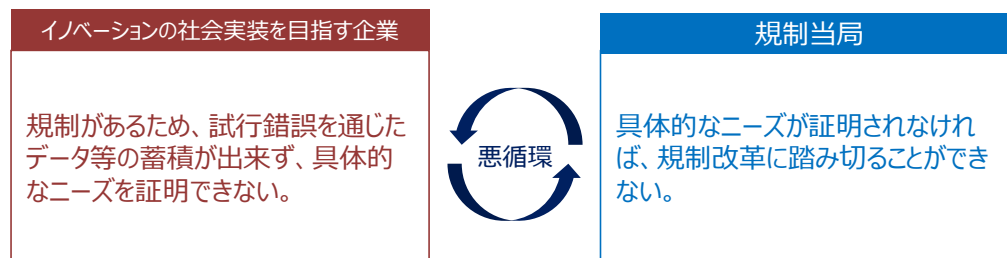 イノベーションの社会実装を目指す企業
規制があるため、試行錯誤を通じた
データ等の蓄積が出来ず、具体的
なニーズを証明できない。
悪循環
規制当局
具体的なニーズが証明されなけれ
ば、規制改革に踏み切ることができ
ない。